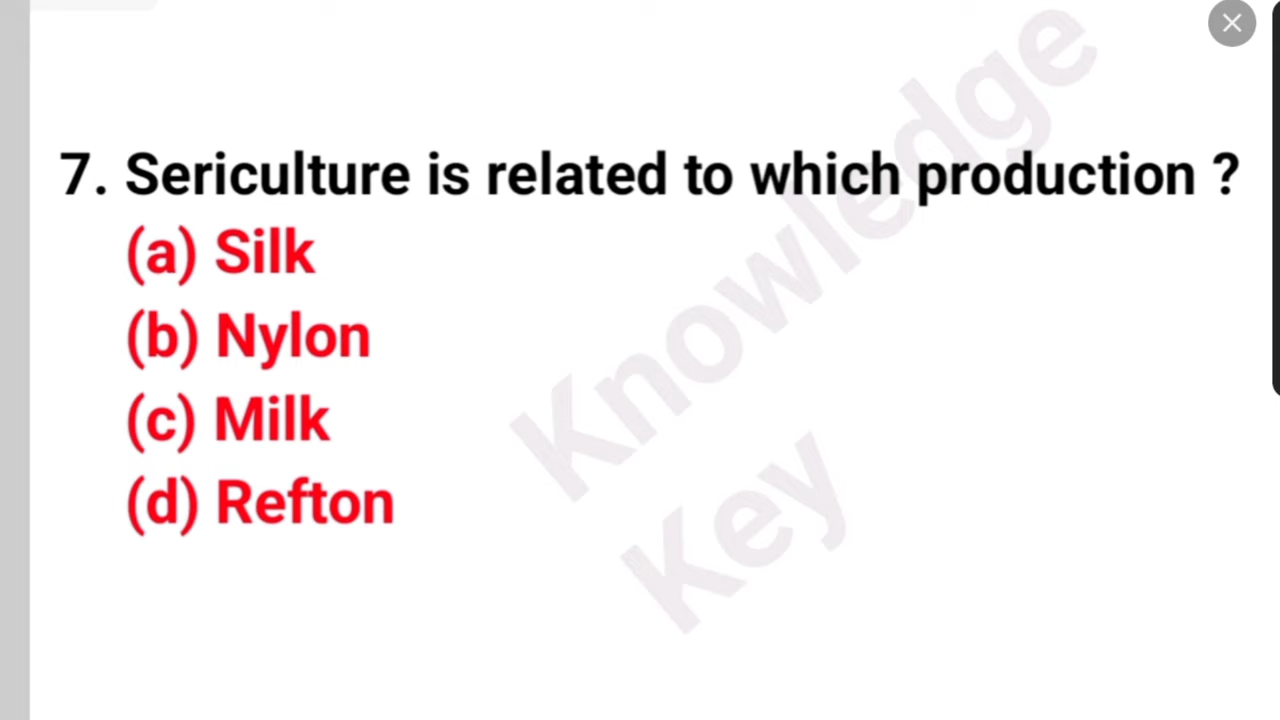 7. Sericulture is related to which production ?
(a) Silk
(b) Nylon
(c) Milk
(d) Refton
Knowledge
Key